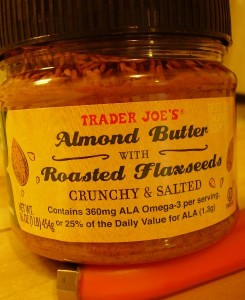 TRADER JOE'S®
Almond Butter
WITH
Roasted Flaxseeds
CRUNCHY & SALTED
Contains 360mg ALA Omega-3 per serving,
or 25% of the Daily Value for ALA (1.3g)
NET WT.
16 OZ (1 LB) 454g